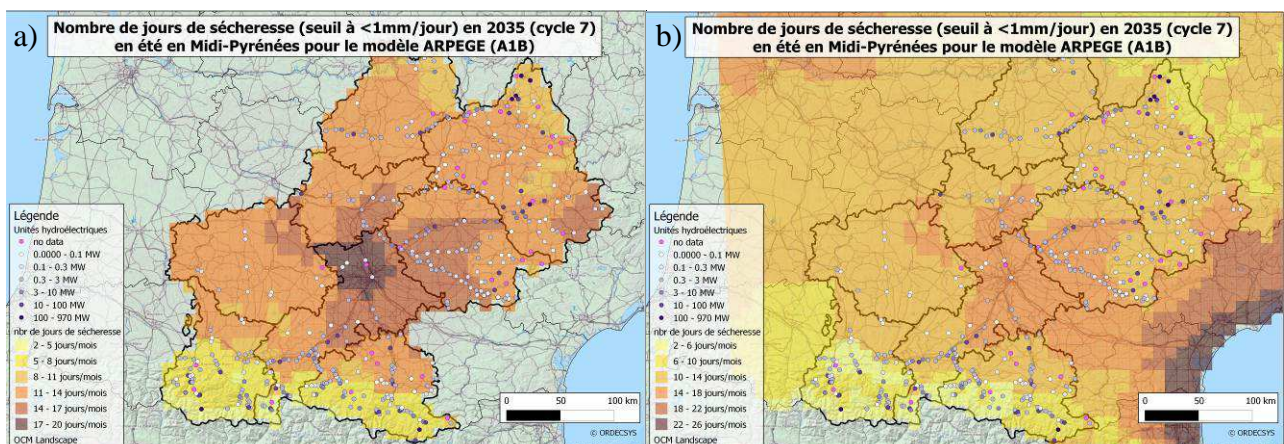 a)
Nombre de jours de sécheresse (seuil à <1mm/jour) en 2035 (cycle 7)
en été en Midi-Pyrénées pour le modèle ARPEGE (A1B)
Légende
Unités hydroélectriques
no data
0.0000 - 0.1 MW
0.1 - 0.3 MW
0.3 - 3 MW
3 - 10 MW
10 - 100 MW
100 - 970 MW
nbr de jours de sécheresse
2 - 5 jours/mois
5 - 8 jours/mois
8 - 11 jours/mois
11 - 14 jours/mois
14 - 17 jours/mois
17 - 20 jours/mois
OCM Landscape
0 50 100 km
© ORDECSYS
b)
Nombre de jours de sécheresse (seuil à <1mm/jour) en 2035 (cycle 7)
en été en Midi-Pyrénées pour le modèle ARPEGE (A1B)
Légende
Unités hydroélectriques
no data
0.0000 - 0.1 MW
0.1 - 0.3 MW
0.3 - 3 MW
3 - 10 MW
10 - 100 MW
100 - 970 MW
nbr de jours de sécheresse
2 - 6 jours/mois
6 - 10 jours/mois
10 - 14 jours/mois
14 - 18 jours/mois
18 - 22 jours/mois
22 - 26 jours/mois
OCM Landscape
0 50 100 km
© ORDECSYS